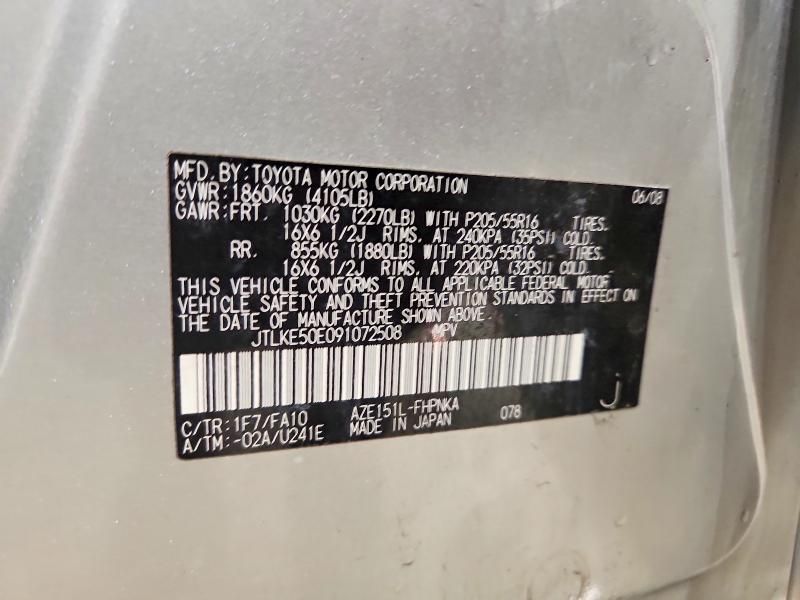 MFD. BY: TOYOTA MOTOR CORPORATION 06/08
GVWR: 1860KG (4105LB)
GAWR: FRT. 1030KG (2270LB) WITH P205/55R16 TIRES.
16X6 1/2J RIMS. AT 240KPA (35PSI) COLD.
RR. 855KG (1880LB) WITH P205/55R16 TIRES.
16X6 1/2J RIMS. AT 220KPA (32PSI) COLD.
THIS VEHICLE CONFORMS TO ALL APPLICABLE FEDERAL MOTOR
VEHICLE SAFETY AND THEFT PREVENTION STANDARDS IN EFFECT ON
THE DATE OF MANUFACTURE SHOWN ABOVE.
JTLKE50E091072508 MPV
C/TR: 1F7/FA10 AZE151L-FHPNKA 078 J
A/TM: -02A/U241E MADE IN JAPAN